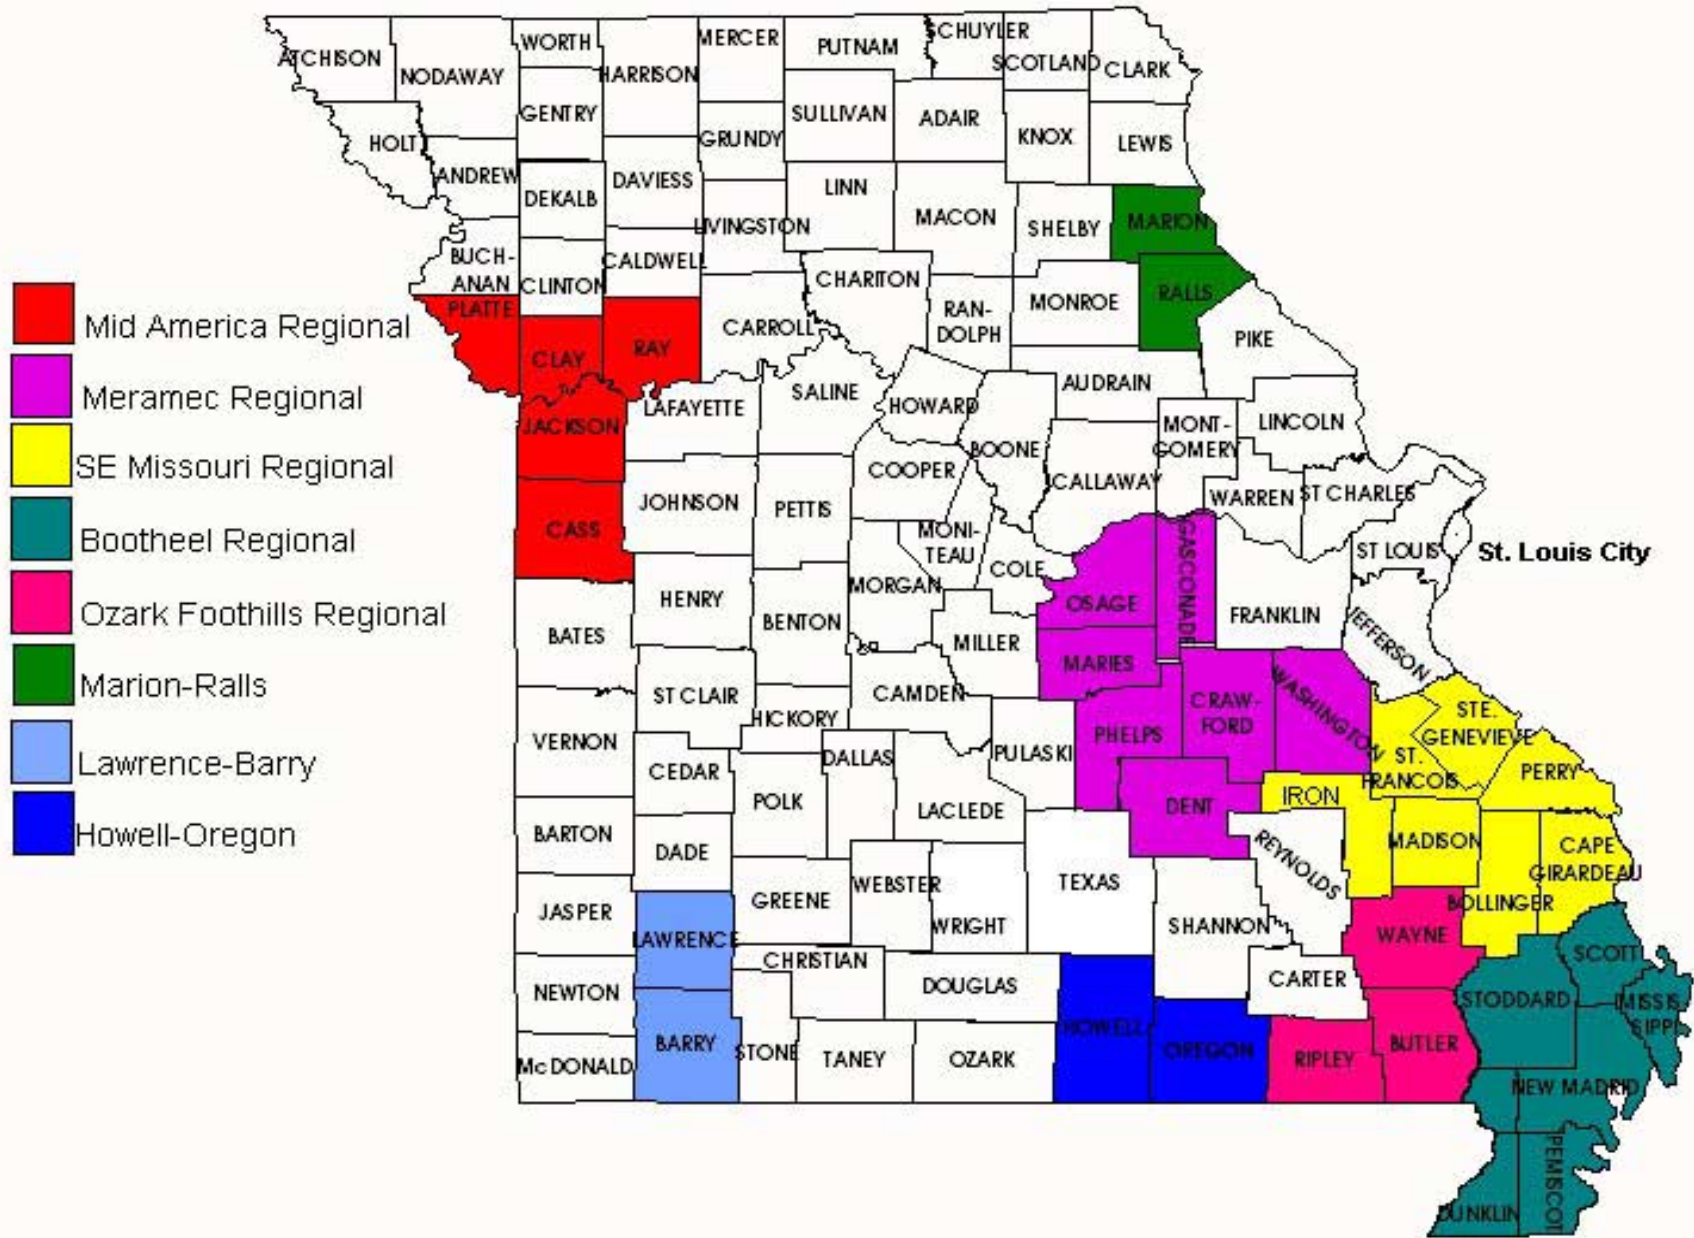 ATCHISON
NODAWAY
WORTH
HARRISON
MERCER
PUTNAM
SCHUYLER
SCOTLAND
CLARK
HOLT
GENTRY
GRUNDY
SULLIVAN
ADAIR
KNOX
LEWIS
ANDREW
DEKALB
DAVIESS
LIVINGSTON
LINN
MACON
SHELBY
MARION
BUCH-
ANAN
CLINTON
CALDWELL
CHARITON
RAN-
DOLPH
MONROE
RALLS
PLATTE
CLAY
RAY
CARROLL
PIKE
JACKSON
LAFAYETTE
SALINE
HOWARD
BOONE
AUDRAIN
MONT-
GOMERY
LINCOLN
CASS
JOHNSON
PETTIS
COOPER
MONI-
TEAU
CALLAWAY
WARREN
ST CHARLES
ST LOUIS
St. Louis City
BATES
HENRY
BENTON
MORGAN
COLE
MILLER
OSAGE
GASCONADE
FRANKLIN
JEFFERSON
MARIES
VERNON
ST CLAIR
HICKORY
CAMDEN
PULASKI
PHELPS
CRAW-
FORD
WASHINGTON
STE.
GENEVIEVE
ST.
FRANCOIS
PERRY
CEDAR
POLK
DALLAS
LACLEDE
DENT
IRON
MADISON
CAPE
GIRARDEAU
BARTON
DADE
GREENE
WEBSTER
WRIGHT
TEXAS
SHANNON
REYNOLDS
BOLLINGER
JASPER
LAWRENCE
CHRISTIAN
DOUGLAS
CARTER
WAYNE
SCOTT
NEWTON
BARRY
STONE
TANEY
OZARK
HOWELL
OREGON
RIPLEY
BUTLER
STODDARD
MISSIS
SIPPI
McDONALD
NEW MADRID
DUNKLIN
PEMISCOT
Mid America Regional
Meramec Regional
SE Missouri Regional
Bootheel Regional
Ozark Foothills Regional
Marion-Ralls
Lawrence-Barry
Howell-Oregon